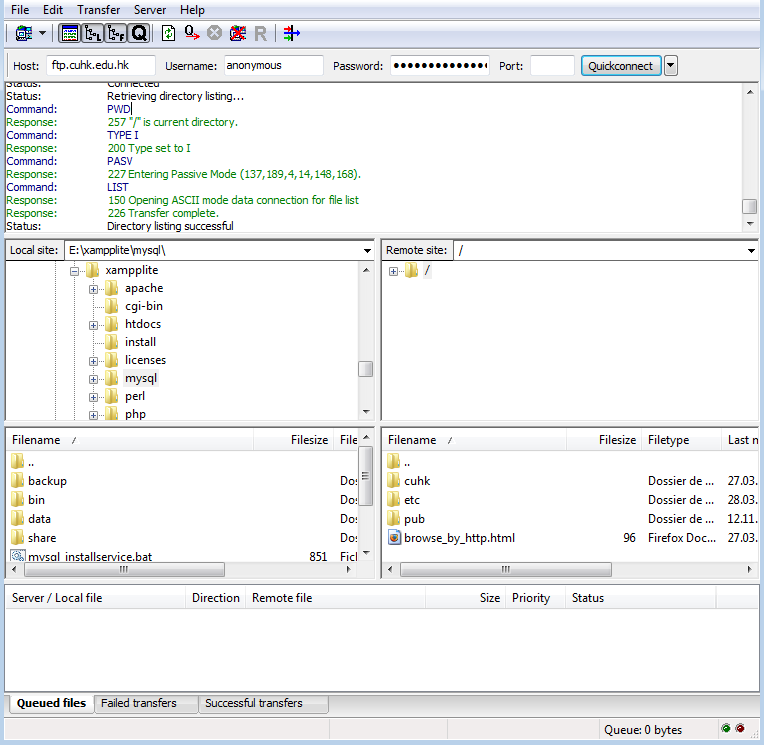 File Edit Transfer Server Help
Host: ftp.cuhk.edu.hk Username: anonymous Password: ●●●●●●●●●●●●●● Port: Quickconnect
Status: Connected
Status: Retrieving directory listing...
Command: PWD
Response: 257 "/" is current directory.
Command: TYPE I
Response: 200 Type set to I
Command: PASV
Response: 227 Entering Passive Mode (137,189,4,14,148,168).
Command: LIST
Response: 150 Opening ASCII mode data connection for file list
Response: 226 Transfer complete.
Status: Directory listing successful
Local site: E:\xampplite\mysql\
xampplite
apache
cgi-bin
htdocs
install
licenses
mysql
perl
php
Remote site: /
/
Filename / Filesize File
..
backup Dos
bin Dos
data Dos
share Dos
mysql_installservice.bat 851 Fich
Filename / Filesize Filetype Last n
..
cuhk Dossier de ... 27.03.
etc Dossier de ... 28.03.
pub Dossier de ... 12.11.
browse_by_http.html 96 Firefox Doc... 27.03.
Server / Local file Direction Remote file Size Priority Status
Queued files Failed transfers Successful transfers
Queue: 0 bytes